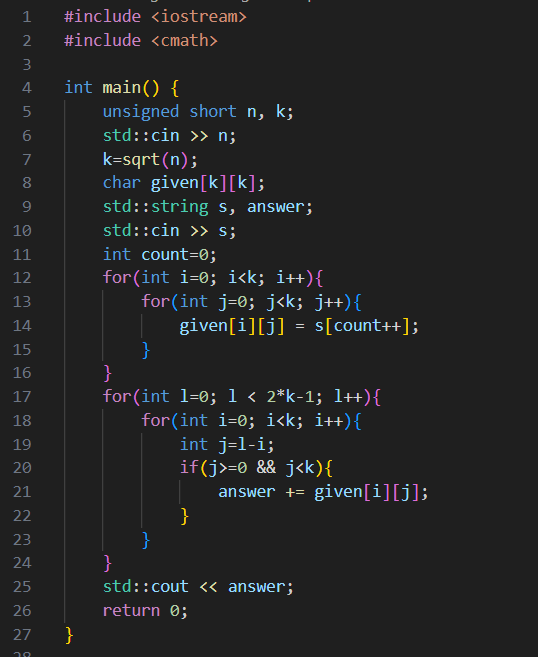 1 #include <iostream>
2 #include <cmath>
3
4 int main() {
5     unsigned short n, k;
6     std::cin >> n;
7     k=sqrt(n);
8     char given[k][k];
9     std::string s, answer;
10     std::cin >> s;
11     int count=0;
12     for(int i=0; i<k; i++){
13         for(int j=0; j<k; j++){
14             given[i][j] = s[count++];
15         }
16     }
17     for(int l=0; l < 2*k-1; l++){
18         for(int i=0; i<k; i++){
19             int j=l-i;
20             if(j>=0 && j<k){
21                 answer += given[i][j];
22             }
23         }
24     }
25     std::cout << answer;
26     return 0;
27 }
28